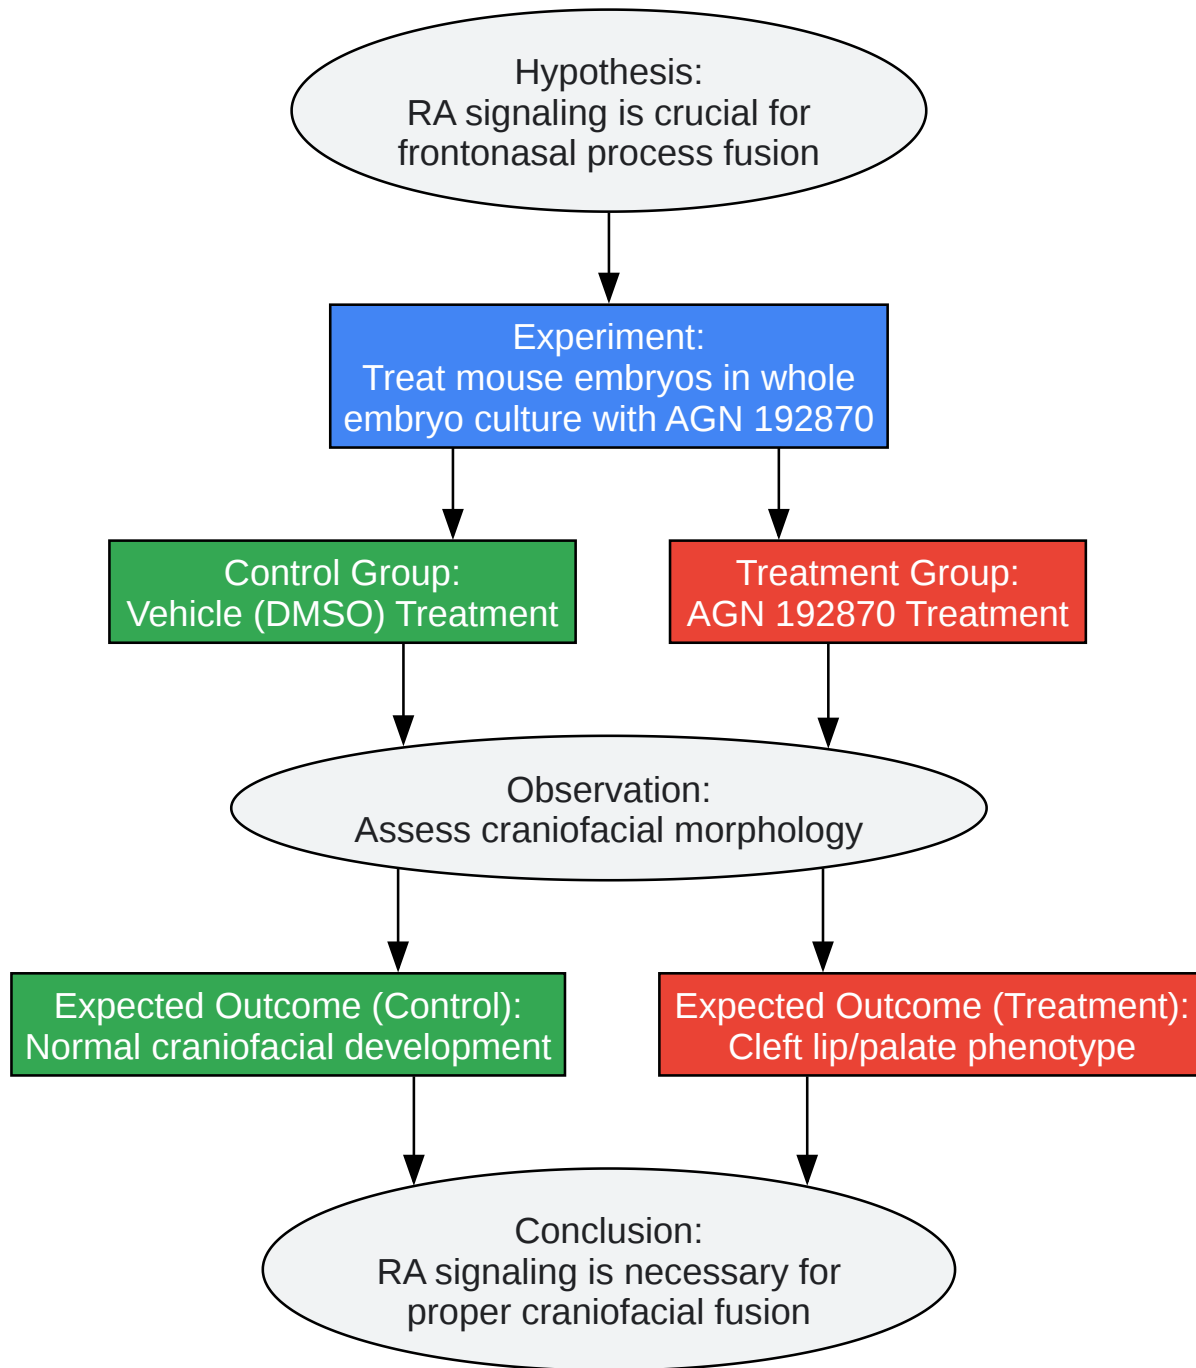 Hypothesis:
RA signaling is crucial for
frontonasal process fusion
Experiment:
Treat mouse embryos in whole
embryo culture with AGN 192870
Control Group:
Vehicle (DMSO) Treatment
Treatment Group:
AGN 192870 Treatment
Observation:
Assess craniofacial morphology
Expected Outcome (Control):
Normal craniofacial development
Expected Outcome (Treatment):
Cleft lip/palate phenotype
Conclusion:
RA signaling is necessary for
proper craniofacial fusion